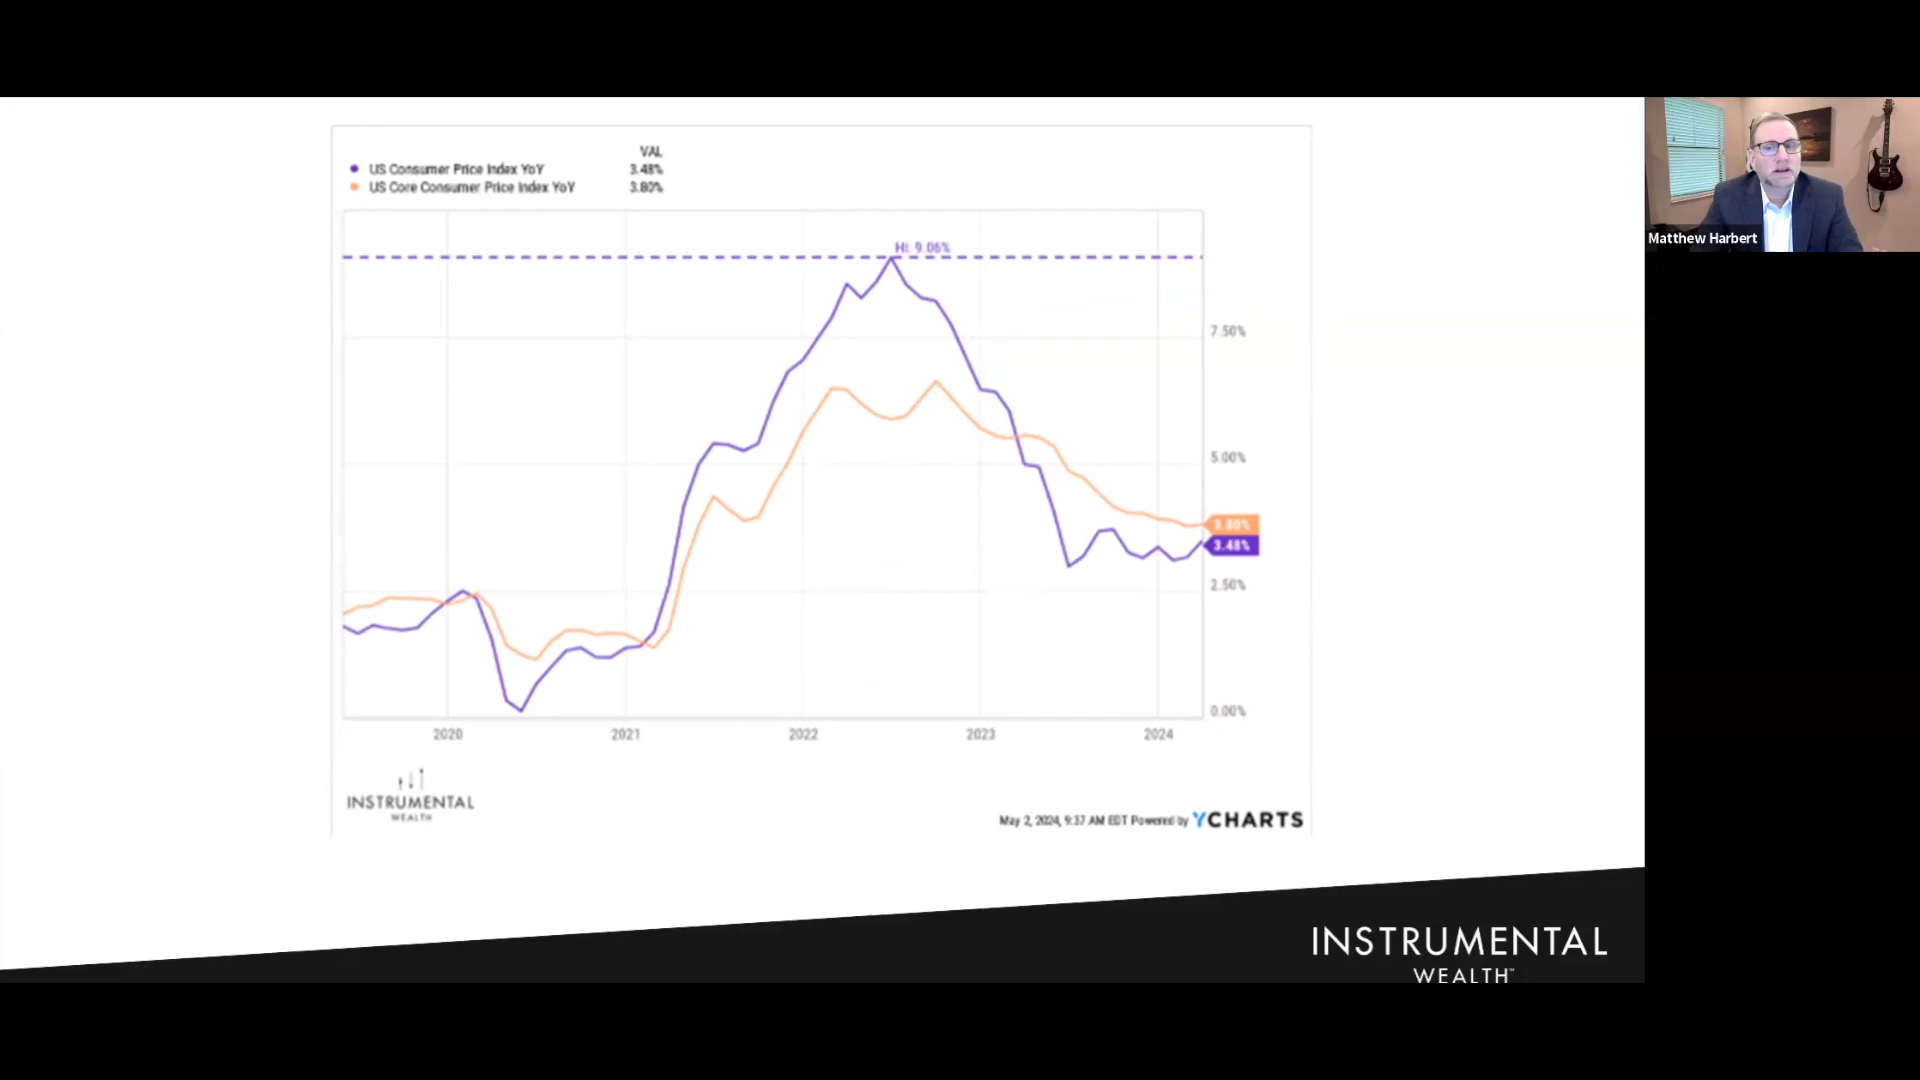 VAL
US Consumer Price Index YoY 3.48%
US Core Consumer Price Index YoY 3.80%
HI: 9.06%
7.50%
5.00%
3.80%
3.48%
2.50%
0.00%
2020 2021 2022 2023 2024
INSTRUMENTAL
WEALTH
May 2, 2024, 9:37 AM EDT Powered by YCHARTS
Matthew Harbert
INSTRUMENTAL
WEALTH™